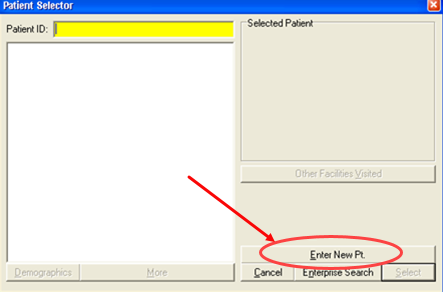 Patient Selector
Patient ID:
Selected Patient
Other Facilities Visited
Enter New Pt.
Demographics More Cancel Enterprise Search Select